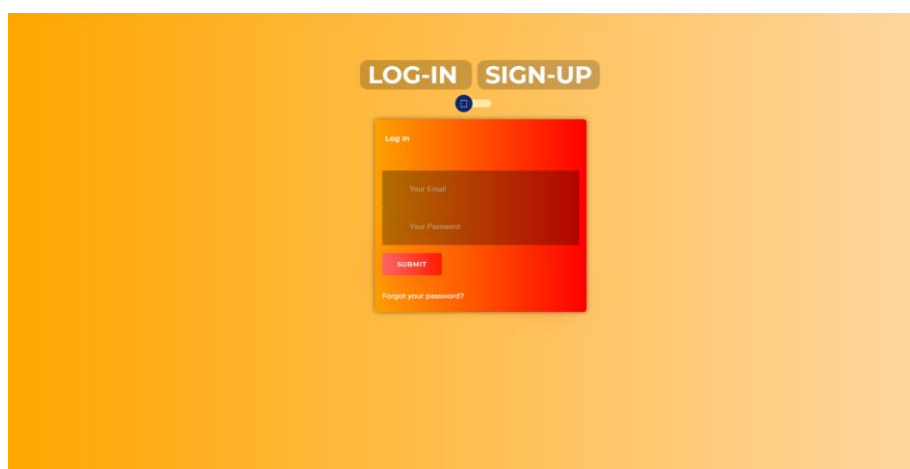 LOG-IN SIGN-UP
Log In
Your Email
Your Password
SUBMIT
Forgot your password?